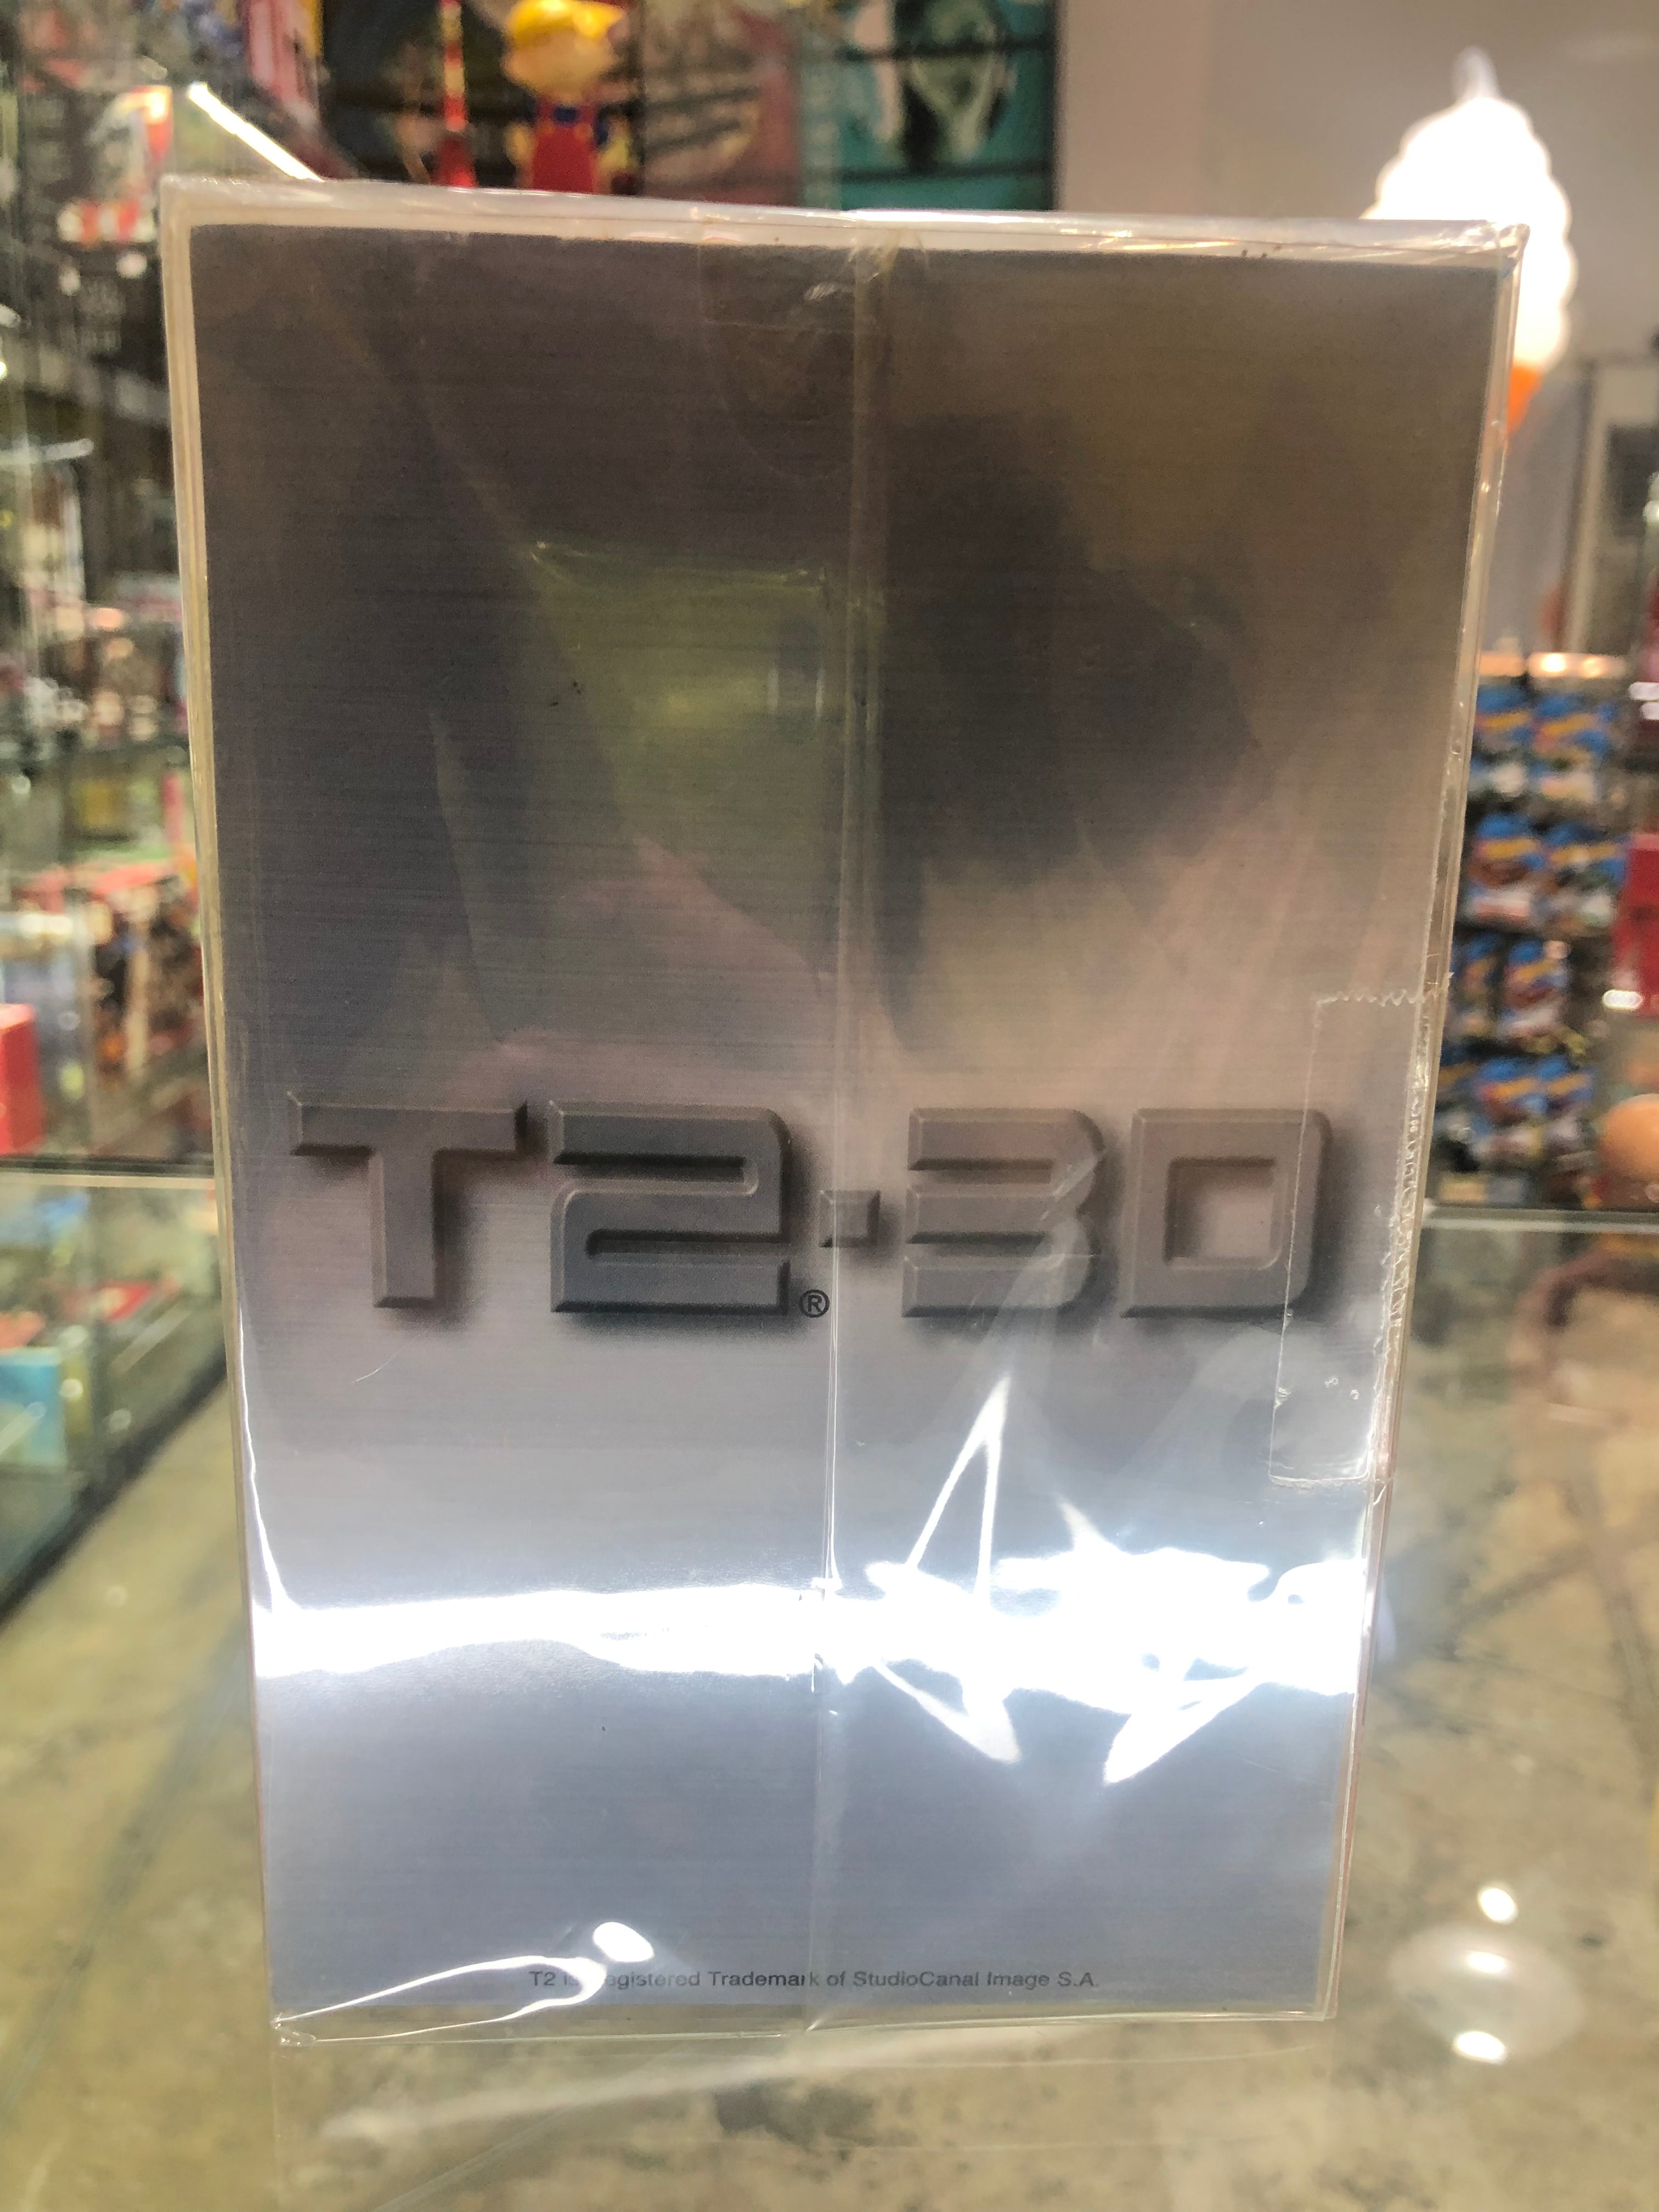 T2·3D
®
T2 is Registered Trademark of StudioCanal Image S.A.